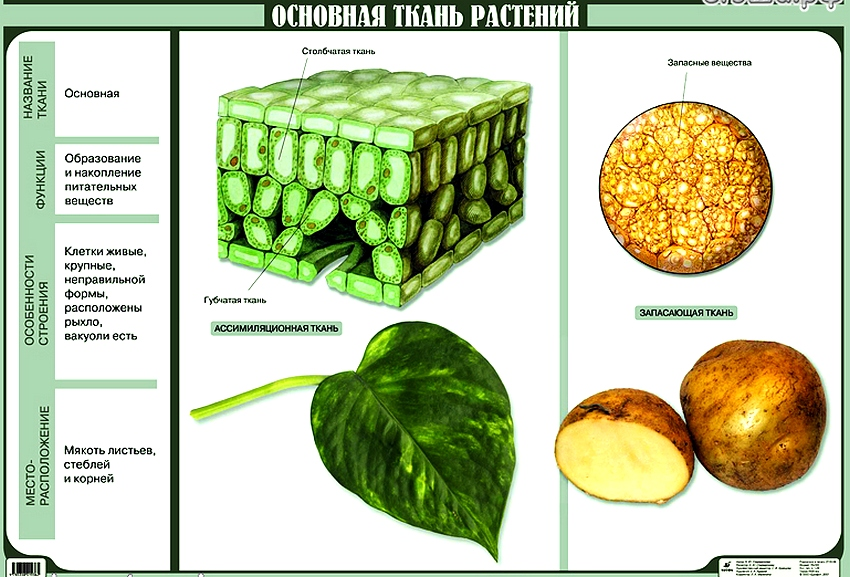 ОСНОВНАЯ ТКАНЬ РАСТЕНИЙ
НАЗВАНИЕ
ТКАНИ
Основная
ФУНКЦИИ
Образование
и накопление
питательных
веществ
ОСОБЕННОСТИ
СТРОЕНИЯ
Клетки живые,
крупные,
неправильной
формы,
расположены
рыхло,
вакуоли есть
МЕСТО-
РАСПОЛОЖЕНИЕ
Мякоть листьев,
стеблей
и корней
Столбчатая ткань
Губчатая ткань
АССИМИЛЯЦИОННАЯ ТКАНЬ
Запасные вещества
ЗАПАСАЮЩАЯ ТКАНЬ